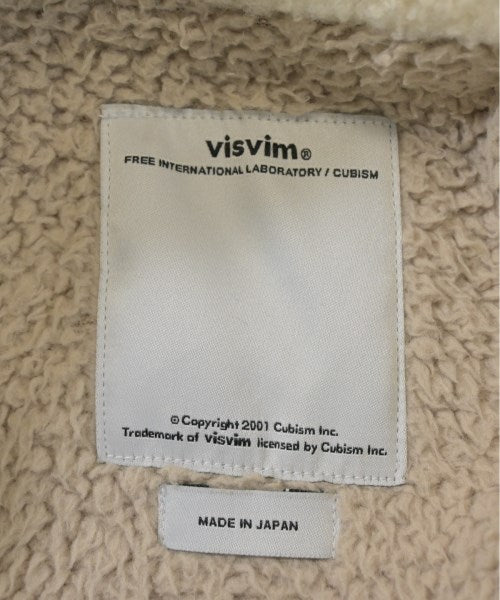 visvim®
FREE INTERNATIONAL LABORATORY / CUBISM
© Copyright 2001 Cubism Inc.
Trademark of visvim licensed by Cubism Inc.
MADE IN JAPAN